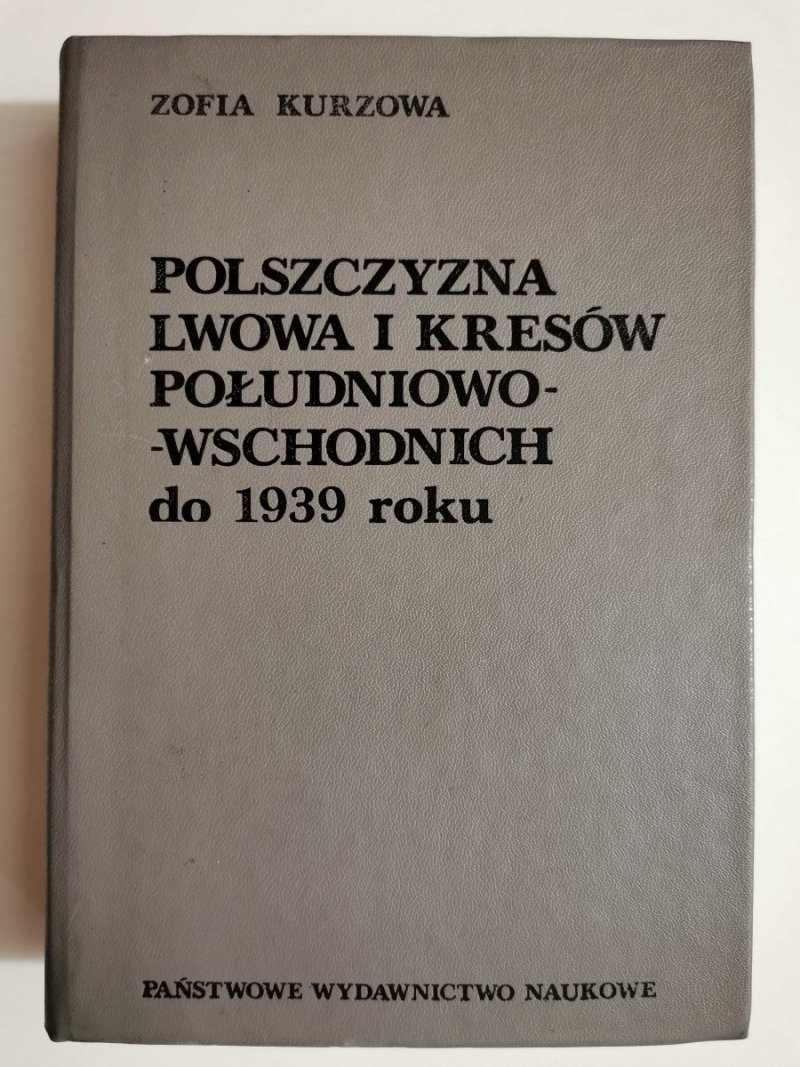 ZOFIA KURZOWA
POLSZCZYZNA
LWOWA I KRESÓW
POŁUDNIOWO-
-WSCHODNICH
do 1939 roku
PAŃSTWOWE WYDAWNICTWO NAUKOWE